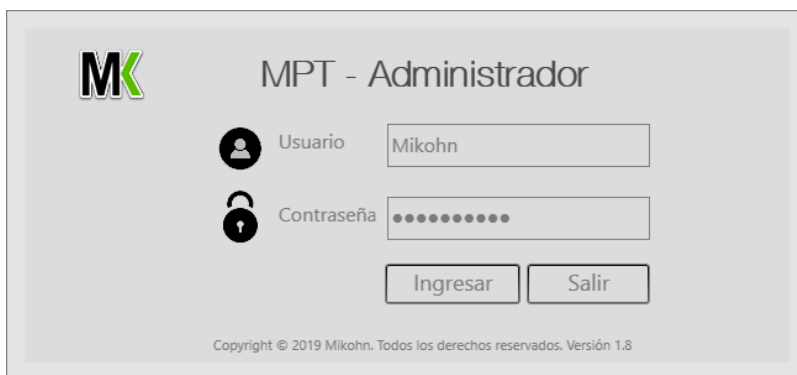 MK
MPT - Administrador
Usuario
Mikohn
Contraseña
••••••••••
Ingresar Salir
Copyright © 2019 Mikohn. Todos los derechos reservados. Versión 1.8